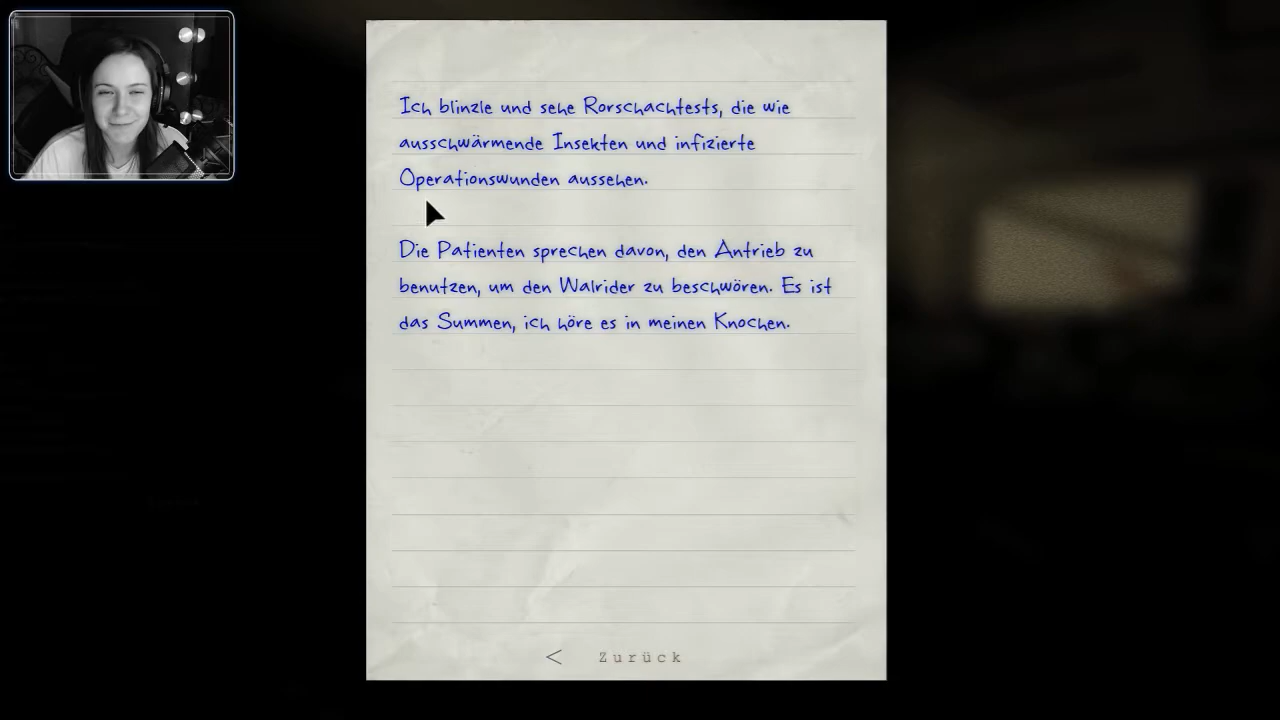 Ich blinzle und sehe Rorschachtests, die wie
ausschwärmende Insekten und infizierte
Operationswunden aussehen.
Die Patienten sprechen davon, den Antrieb zu
benutzen, um den Walrider zu beschwören. Es ist
das Summen, ich höre es in meinen Knochen.
< Zurück